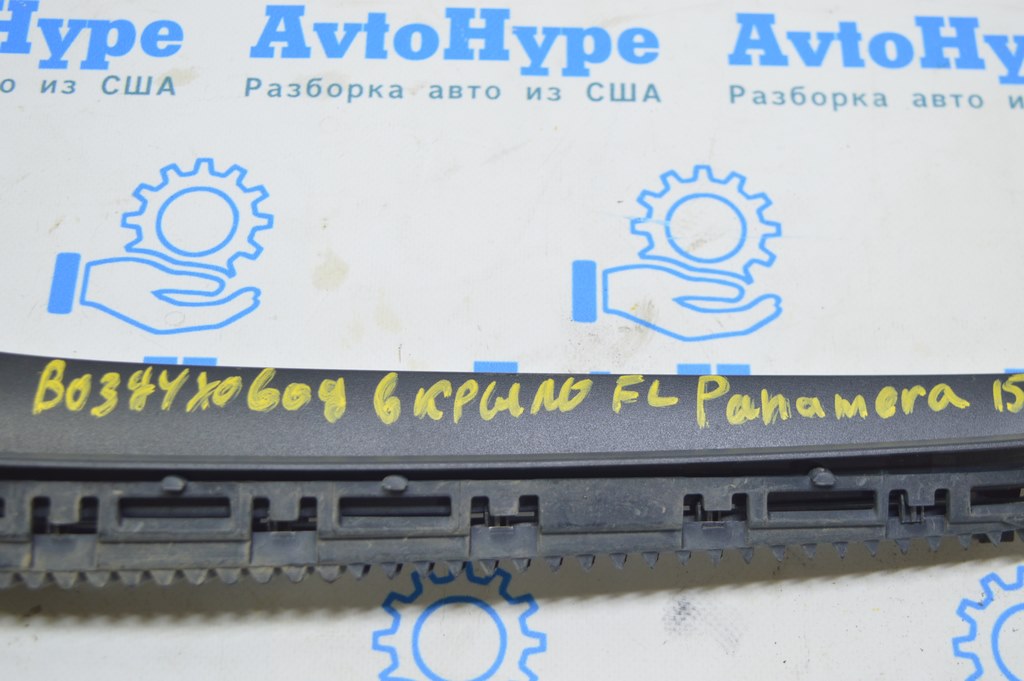 Hype AvtoHype AvtoHy
о из США Разборка авто из США Разборка авто и
Воздуховод в крыло FL Panamera 15